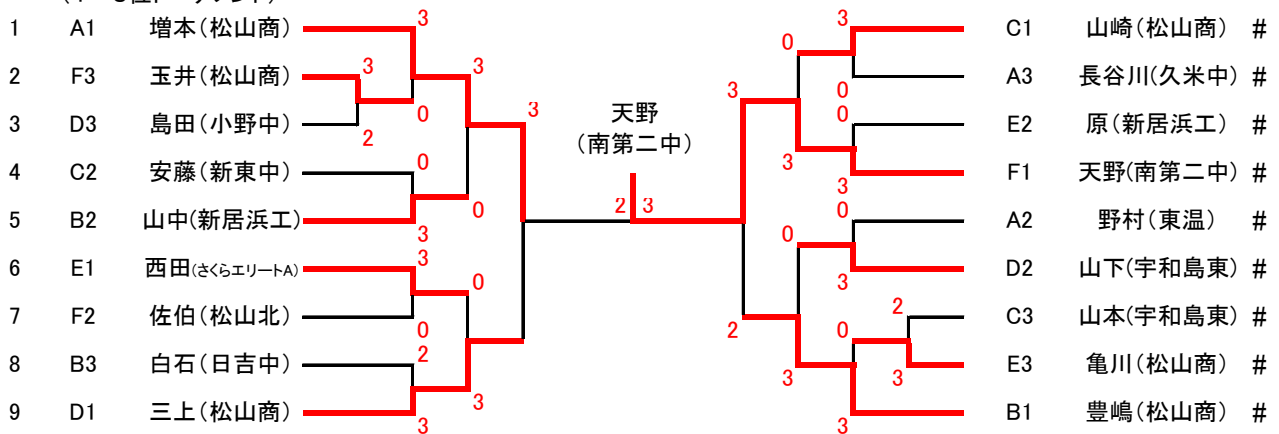 1 A1 増本(松山商) 3 3 C1 山崎(松山商) #
0
2 F3 玉井(松山商) 3 3 A3 長谷川(久米中) #
0 3 3 天野 0 0
3 D3 島田(小野中) 2 (南第二中) E2 原(新居浜工) #
4 C2 安藤(新東中) 0 3 F1 天野(南第二中) #
3
5 B2 山中(新居浜工) 0 2 3 0 A2 野村(東温) #
3 0
6 E1 西田(さくらエリートA) 3 D2 山下(宇和島東) #
0 3
7 F2 佐伯(松山北) 2 C3 山本(宇和島東) #
0 2 0
8 B3 白石(日吉中) 2 E3 亀川(松山商) #
3 3
9 D1 三上(松山商) 3 B1 豊嶋(松山商) #
3 3